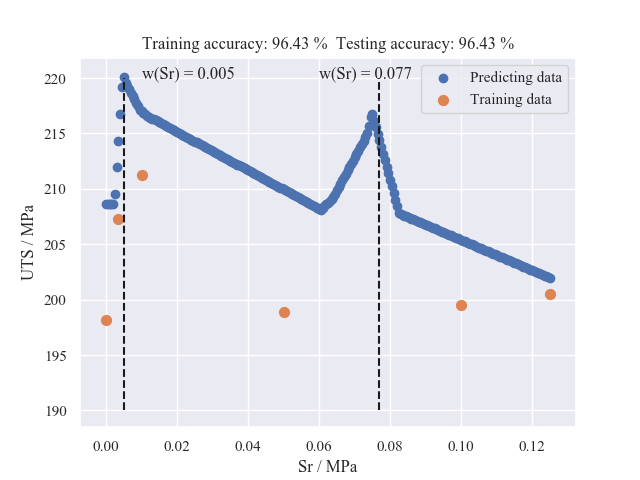 Training accuracy: 96.43 %  Testing accuracy: 96.43 %
w(Sr) = 0.005
w(Sr) = 0.077
Predicting data
Training data
UTS / MPa
220
215
210
205
200
195
190
0.00 0.02 0.04 0.06 0.08 0.10 0.12
Sr / MPa